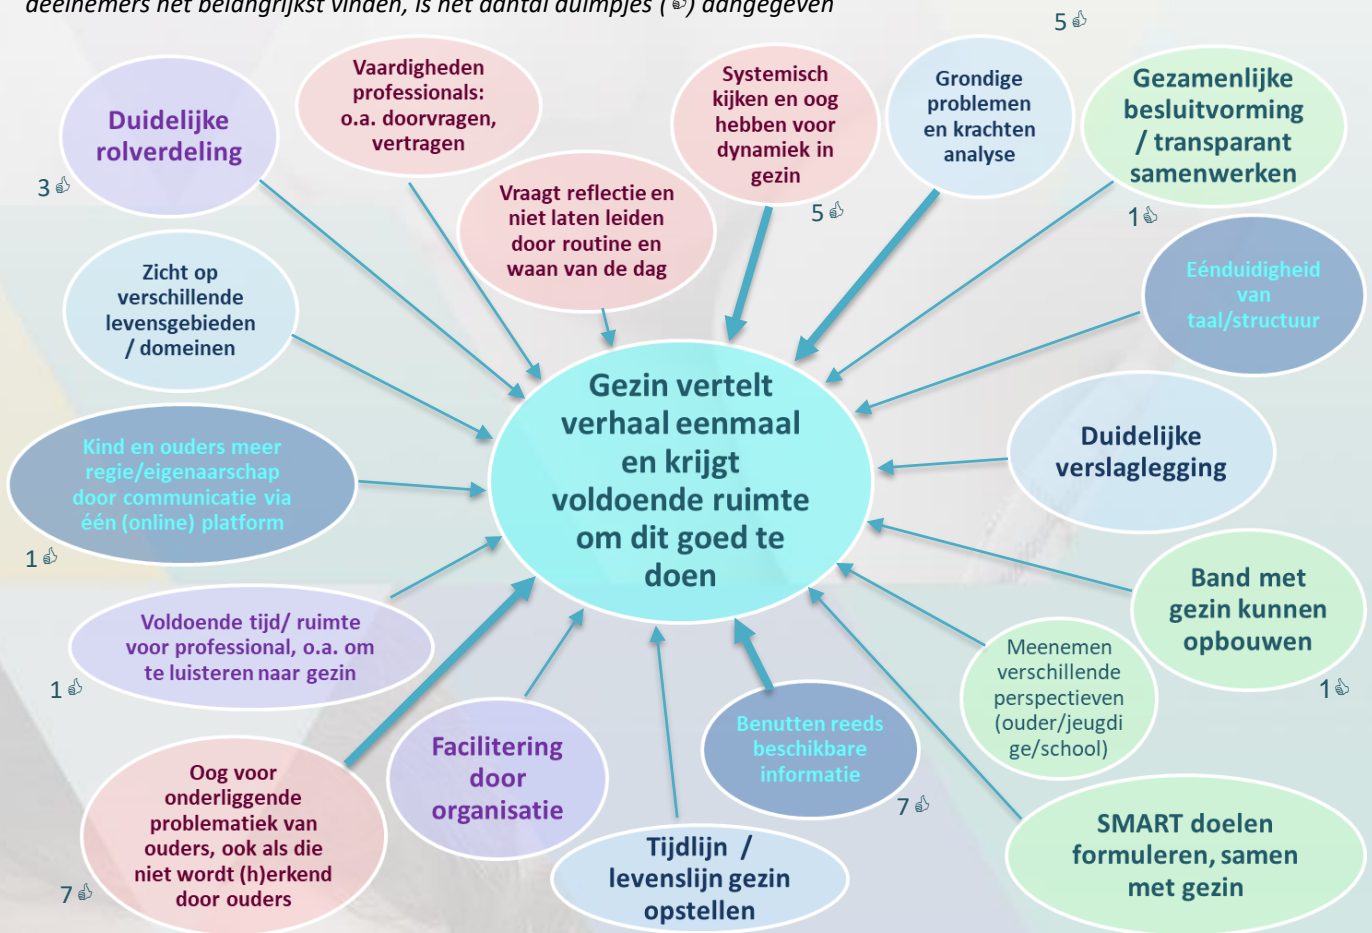 deelnemers het belangrijkst vinden, is het aantal duimpjes (👍) aangegeven
5 👍
Duidelijke
rolverdeling
3 👍
Vaardigheden
professionals:
o.a. doorvragen,
vertragen
Vraagt reflectie en
niet laten leiden
door routine en
waan van de dag
Systemisch
kijken en oog
hebben voor
dynamiek in
gezin
5 👍
Grondige
problemen
en krachten
analyse
Gezamenlijke
besluitvorming
/ transparant
samenwerken
1 👍
Zicht op
verschillende
levensgebieden
/ domeinen
Eénduidigheid
van
taal/structuur
Gezin vertelt
verhaal eenmaal
en krijgt
voldoende ruimte
om dit goed te
doen
Kind en ouders meer
regie/eigenaarschap
door communicatie via
één (online) platform
1 👍
Duidelijke
verslaglegging
Voldoende tijd/ ruimte
voor professional, o.a. om
te luisteren naar gezin
1 👍
Band met
gezin kunnen
opbouwen
1 👍
Meenemen
verschillende
perspectieven
(ouder/jeugdi
ge/school)
Oog voor
onderliggende
problematiek van
ouders, ook als die
niet wordt (h)erkend
door ouders
7 👍
Facilitering
door
organisatie
Benutten reeds
beschikbare
informatie
7 👍
Tijdlijn /
levenslijn gezin
opstellen
SMART doelen
formuleren, samen
met gezin